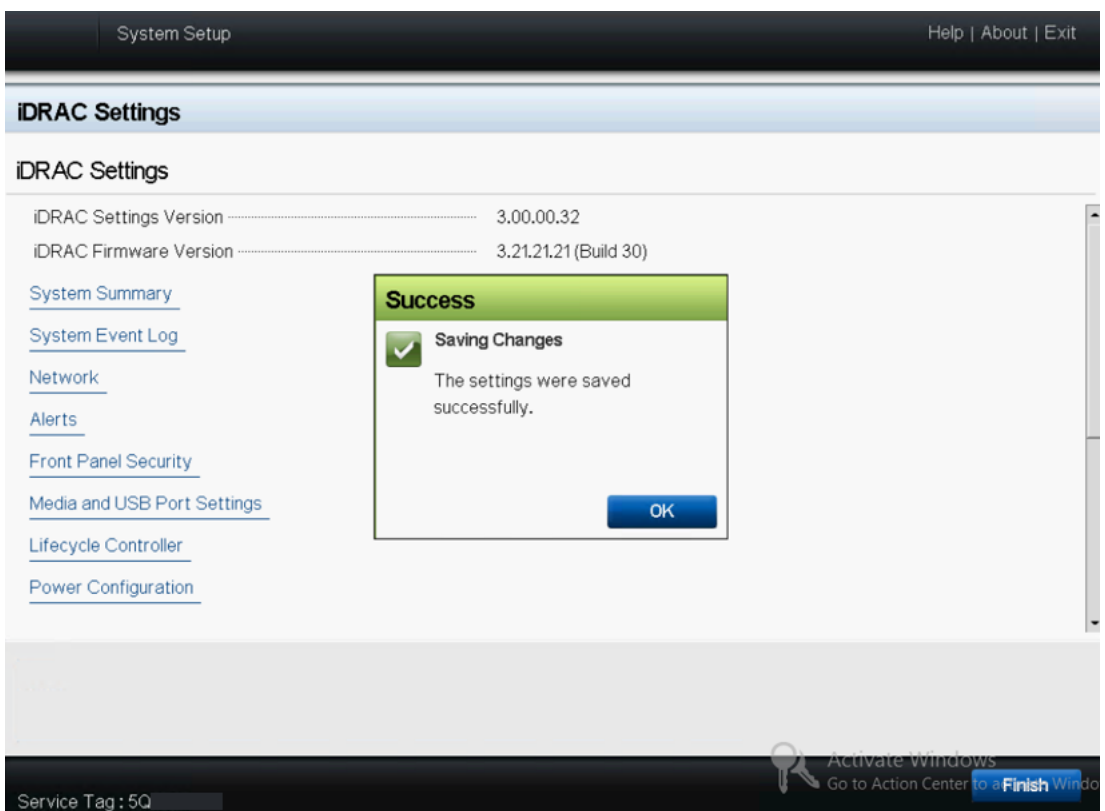 System Setup
Help | About | Exit
iDRAC Settings
iDRAC Settings
iDRAC Settings Version 3.00.00.32
iDRAC Firmware Version 3.21.21.21 (Build 30)
System Summary
System Event Log
Network
Alerts
Front Panel Security
Media and USB Port Settings
Lifecycle Controller
Power Configuration
Success
Saving Changes
The settings were saved
successfully.
OK
Activate Windows
Go to Action Center to a
Finish
Service Tag : 5Q